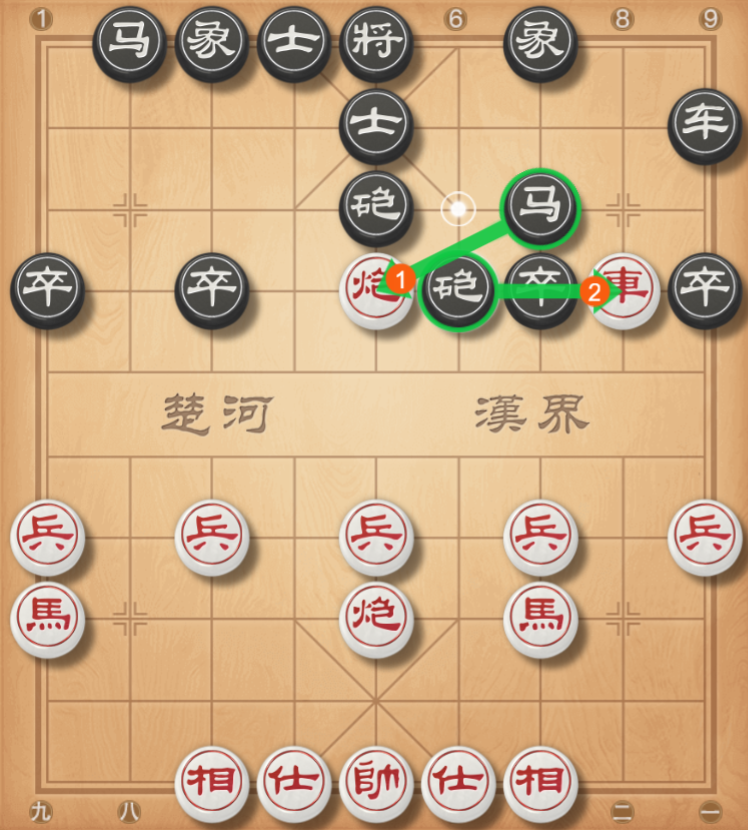 1 6 8 9
马 象 士 将 象
士 车
砲 马
卒 卒 炮 1 砲 卒 2 車 卒
楚河 漢界
兵 兵 兵 兵 兵
馬 炮 馬
相 仕 帥 仕 相
九 八 二 一